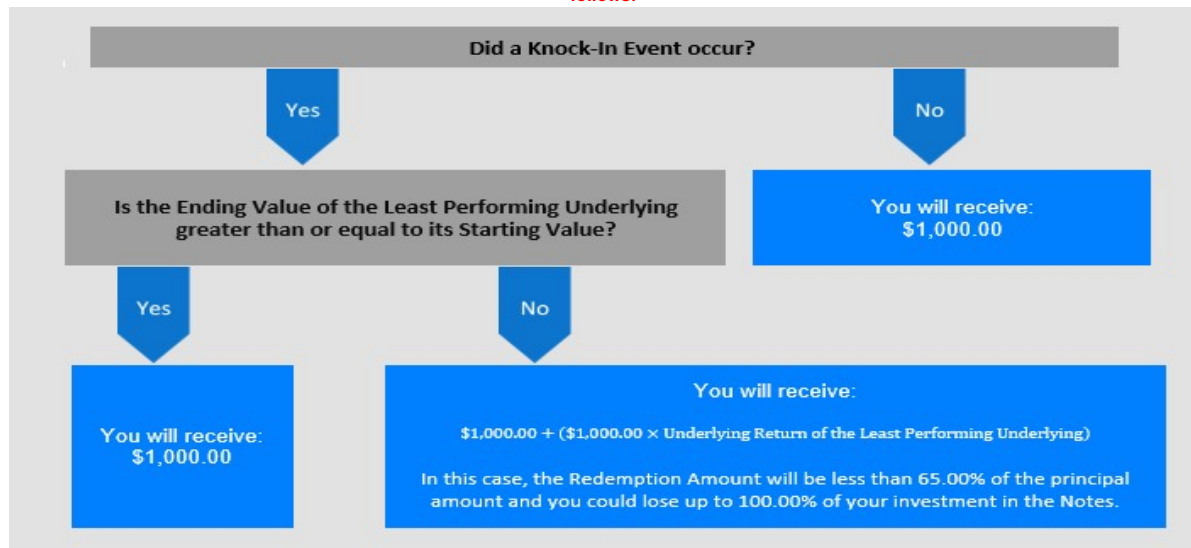 Did a Knock-In Event occur?
Yes
No
Is the Ending Value of the Least Performing Underlying
greater than or equal to its Starting Value?
You will receive:
$1,000.00
Yes
No
You will receive:
$1,000.00
You will receive:
$1,000.00 + ($1,000.00 × Underlying Return of the Least Performing Underlying)
In this case, the Redemption Amount will be less than 65.00% of the principal
amount and you could lose up to 100.00% of your investment in the Notes.